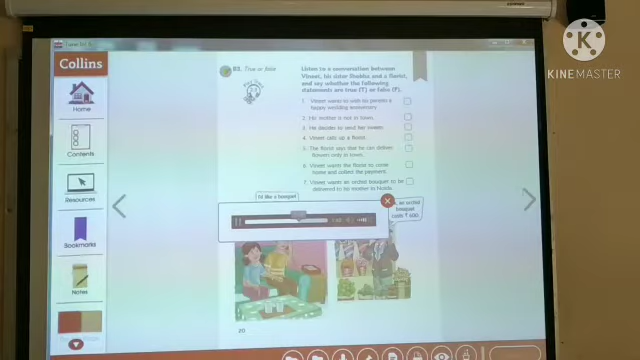 KINEMASTER
Collins
Home
Contents
Resources
Bookmarks
Notes
B3. True or false
Listen to a conversation between
Vineet, his sister Shekha and a florist,
and say whether the following
statements are true (T) or false (F).
1 Vineet wants to wish his parents a
happy wedding anniversary.
2. His mother is not in town.
3. He decides to send her sweets.
4. Vineet calls up a florist.
5. The florist says that he can deliver
flowers only in town.
6. Vineet wants the florist to come
home and collect the payment.
7. Vineet wants an orchid bouquet to be
delivered to his mother in Noida.
I'd like a bouquet
an orchid
bouquet
costs ₹ 600
20